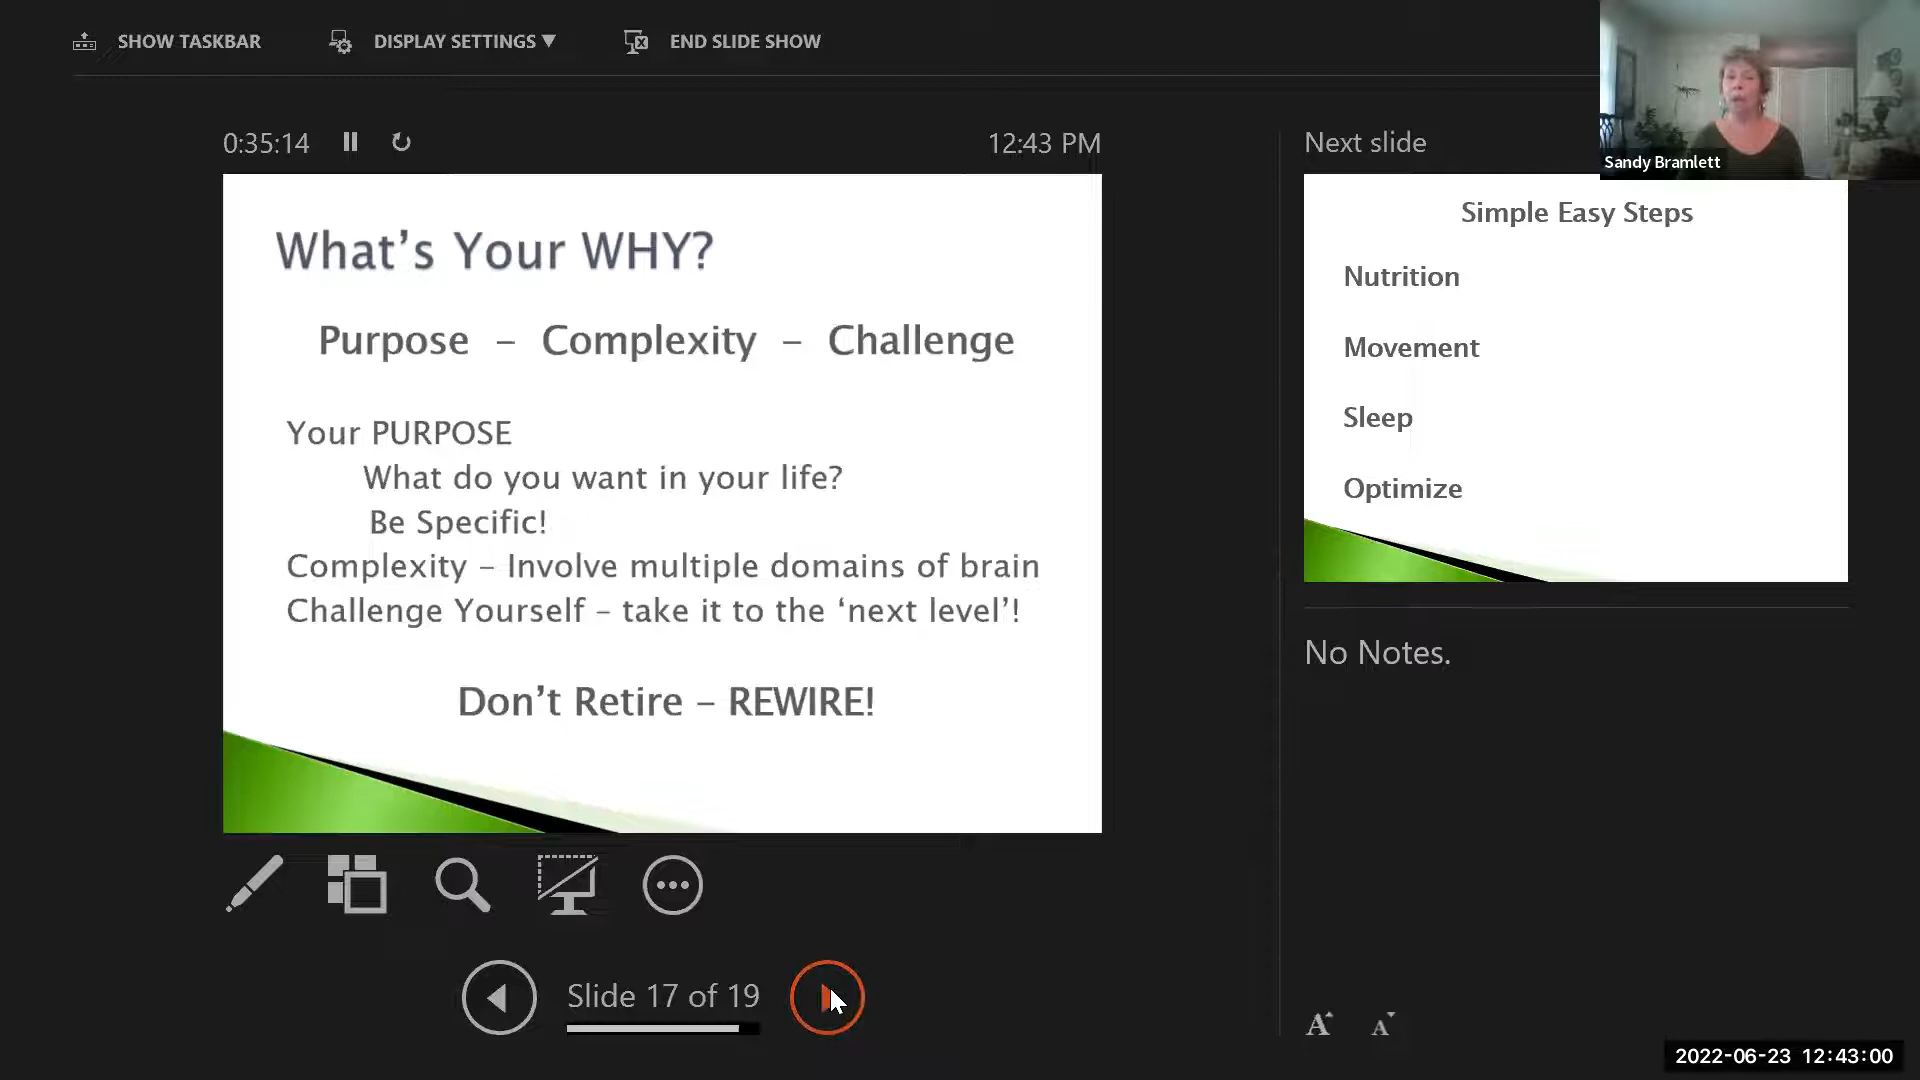 SHOW TASKBAR
DISPLAY SETTINGS ▼
END SLIDE SHOW
0:35:14
12:43 PM
What's Your WHY?
Purpose – Complexity – Challenge
Your PURPOSE
What do you want in your life?
Be Specific!
Complexity – Involve multiple domains of brain
Challenge Yourself – take it to the ‘next level’!
Don’t Retire – REWIRE!
Slide 17 of 19
Next slide
Sandy Bramlett
Simple Easy Steps
Nutrition
Movement
Sleep
Optimize
No Notes.
A A
2022-06-23 12:43:00